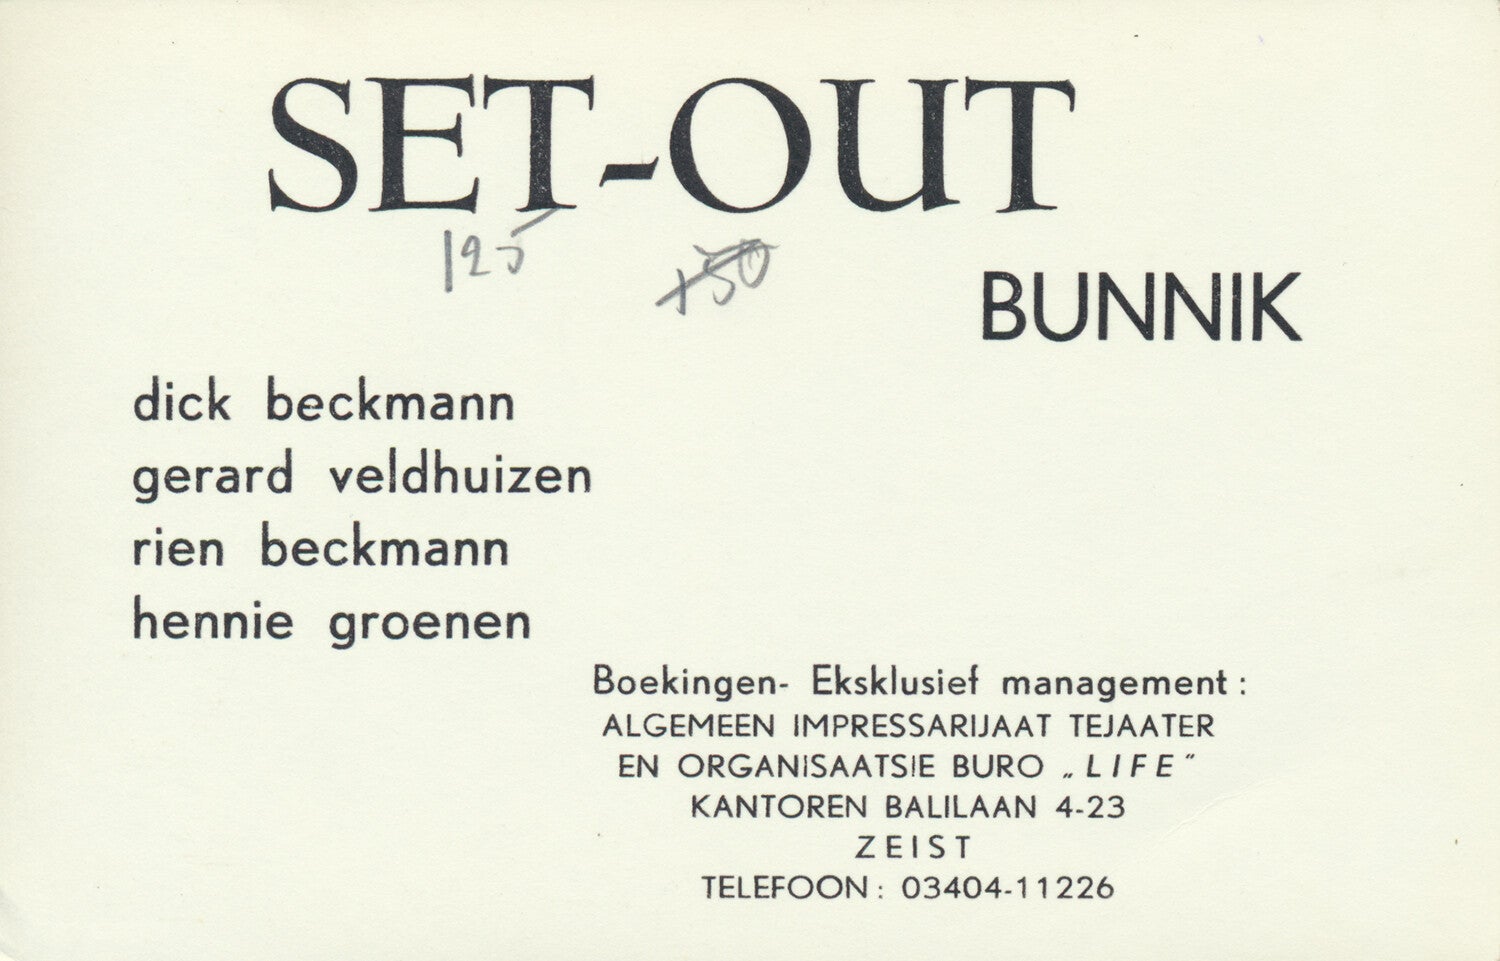 SET-OUT
125 +50
BUNNIK
dick beckmann
gerard veldhuizen
rien beckmann
hennie groenen
Boekingen- Eksklusief management :
ALGEMEEN IMPRESSARIJAAT TEJAATER
EN ORGANISAATSIE BURO „LIFE”
KANTOREN BALILAAN 4-23
ZEIST
TELEFOON : 03404-11226